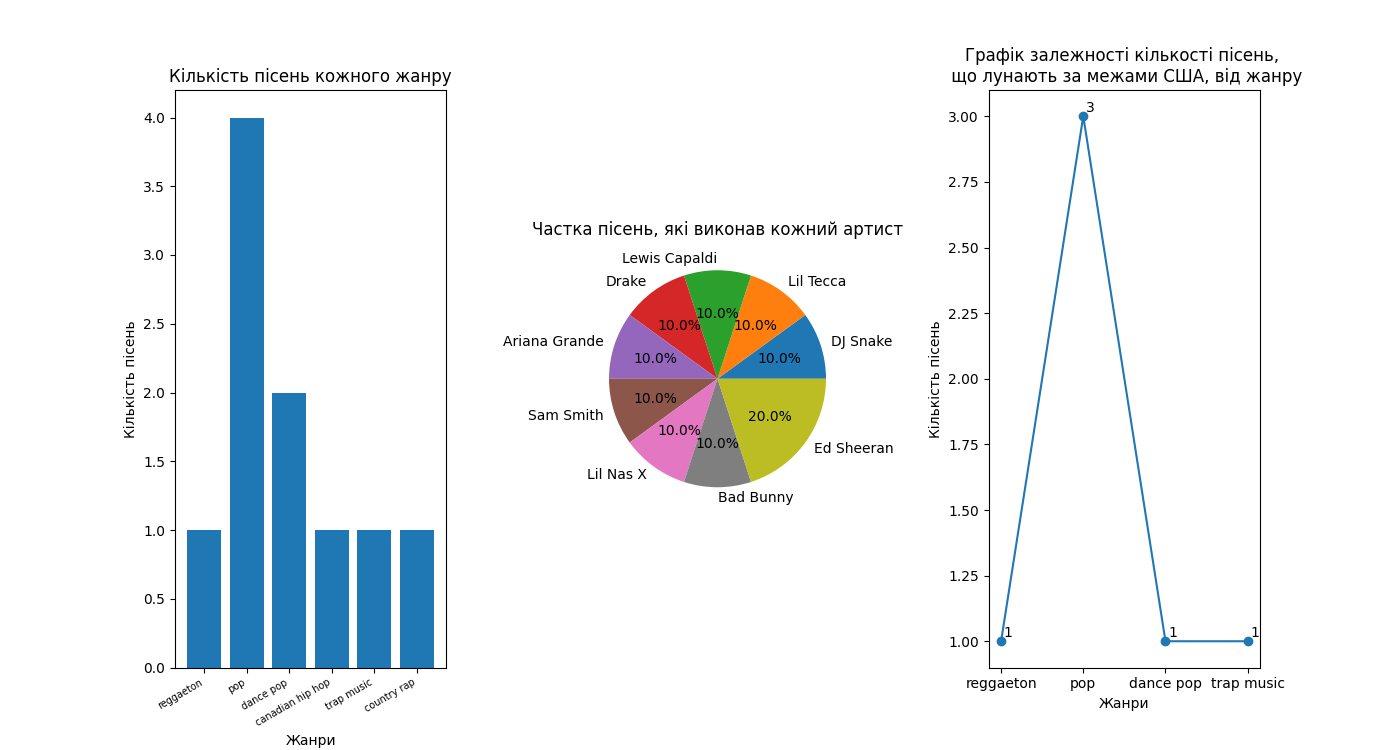 Кількість пісень кожного жанру
4.0
3.5
3.0
2.5
2.0
1.5
1.0
0.5
0.0
Кількість пісень
reggaeton
pop
dance pop
canadian hip hop
trap music
country rap
Жанри
Частка пісень, які виконав кожний артист
Lewis Capaldi
Drake
Lil Tecca
Ariana Grande
DJ Snake
Sam Smith
Ed Sheeran
Lil Nas X
Bad Bunny
10.0%
10.0%
10.0%
10.0%
10.0%
10.0%
10.0%
10.0%
20.0%
Графік залежності кількості пісень,
що лунають за межами США, від жанру
3.00
2.75
2.50
2.25
2.00
1.75
1.50
1.25
1.00
Кількість пісень
1
3
1
1
reggaeton
pop
dance pop
trap music
Жанри